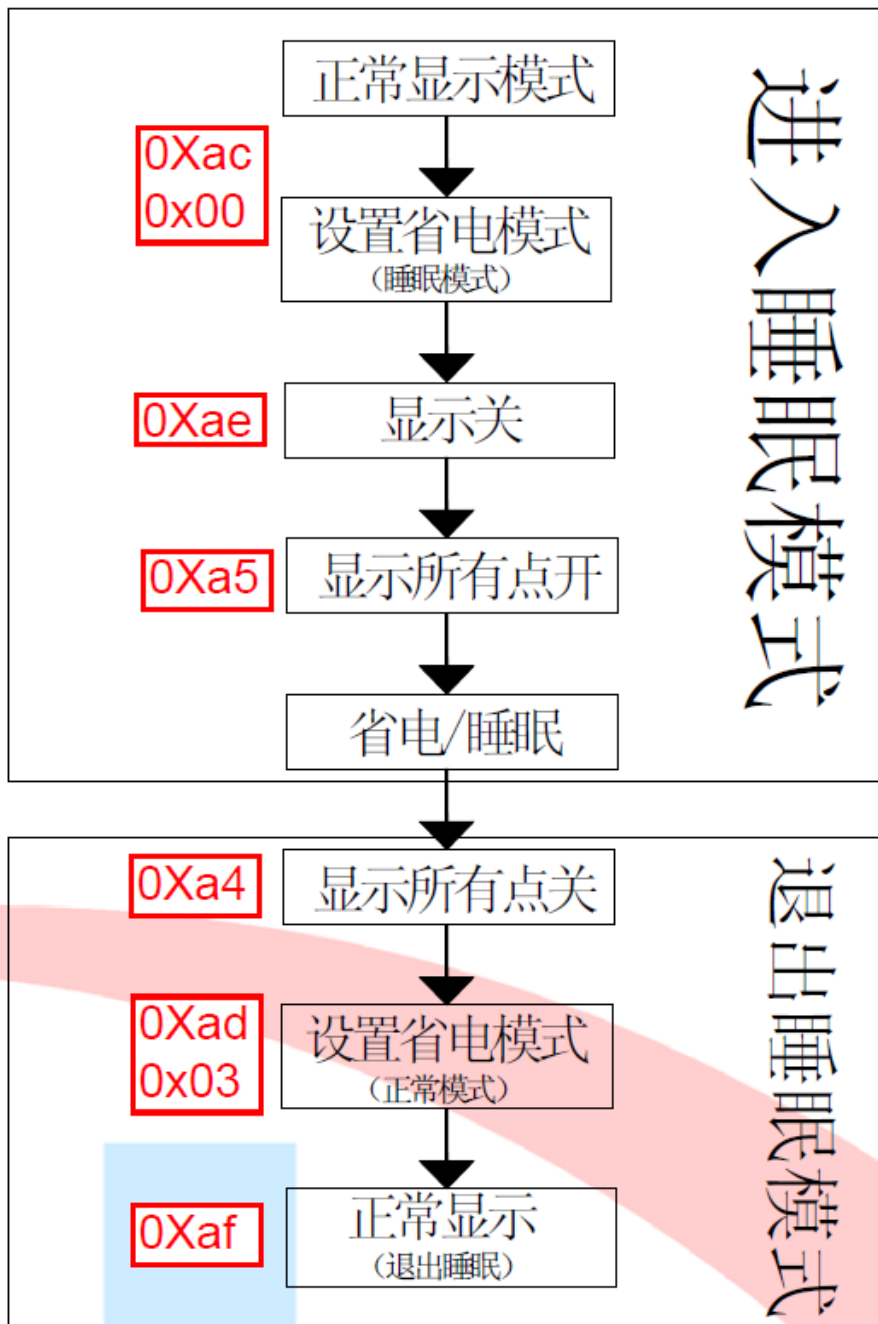 正常显示模式
0Xac
0x00
设置省电模式
（睡眠模式）
0Xae
显示关
0Xa5
显示所有点开
省电/睡眠
进入睡眠模式
0Xa4
显示所有点关
0Xad
0x03
设置省电模式
（正常模式）
0Xaf
正常显示
（退出睡眠）
退出睡眠模式